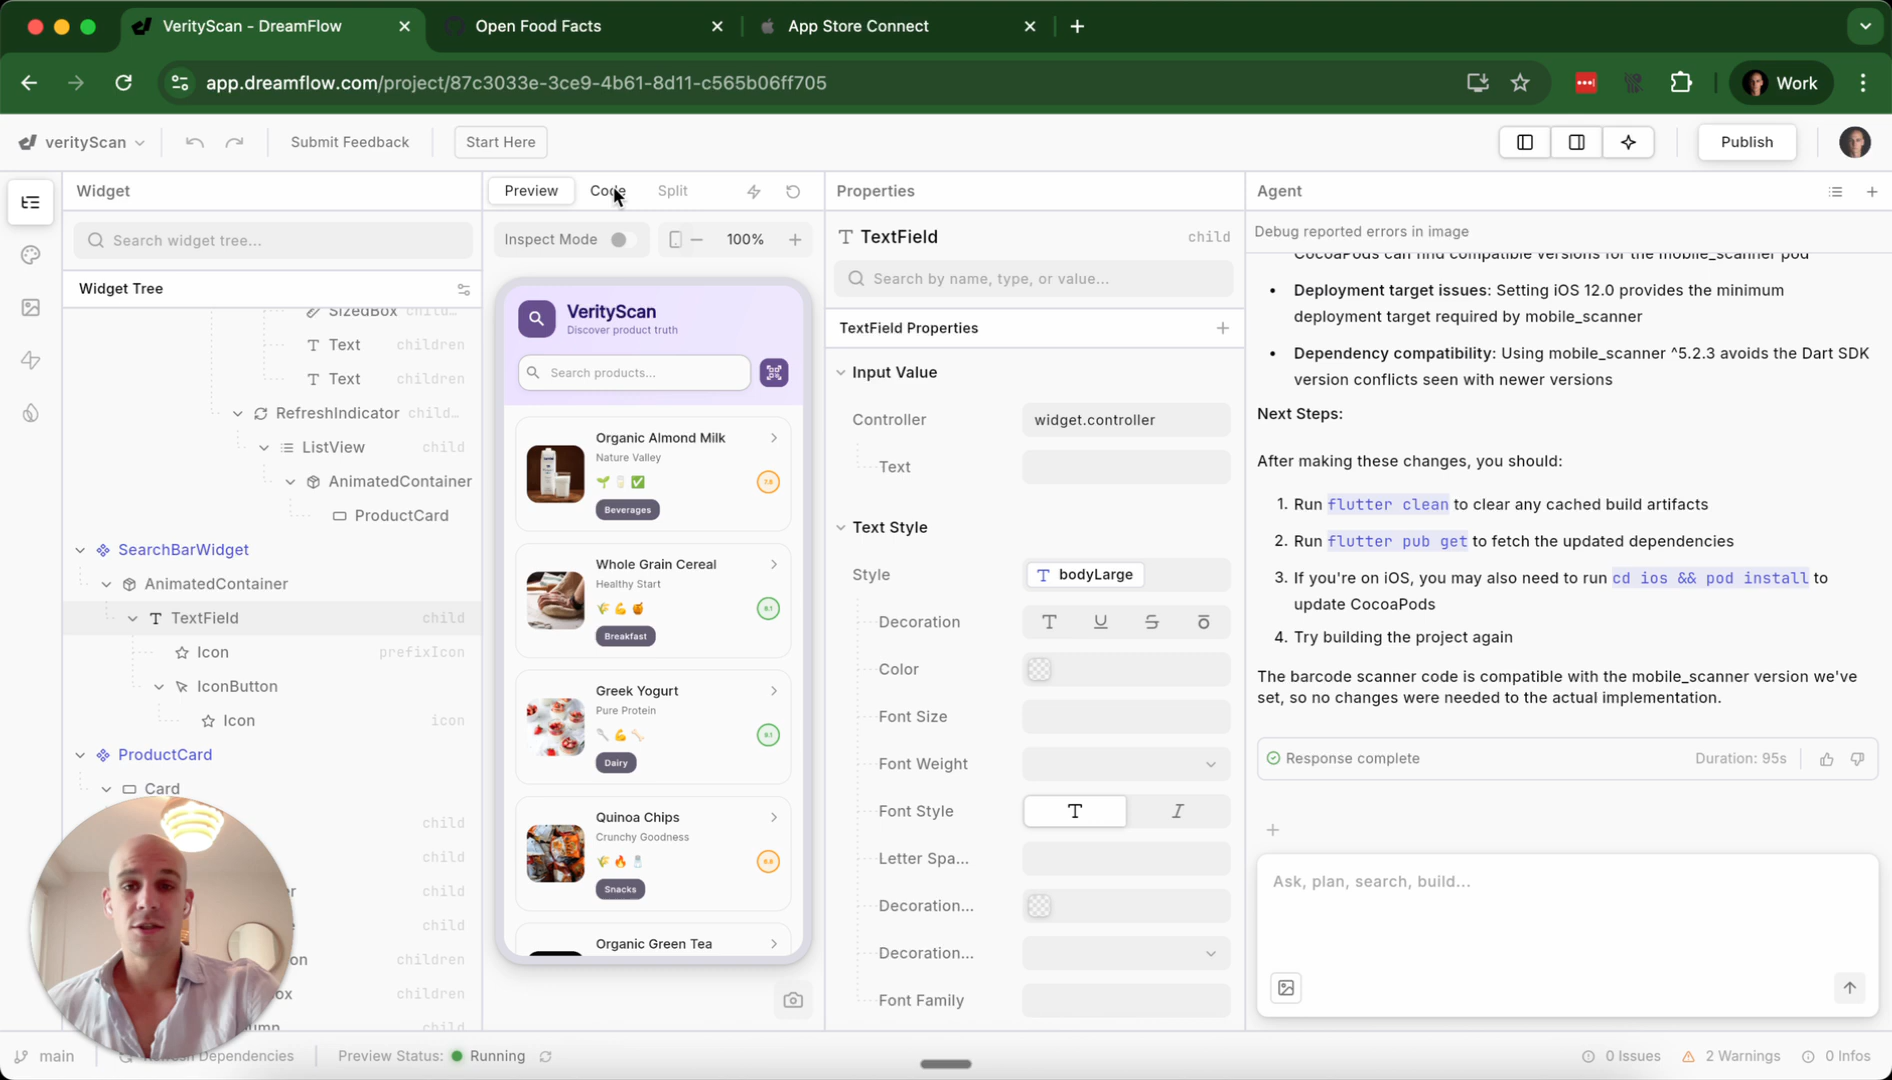 VerityScan - DreamFlow
Open Food Facts
App Store Connect
app.dreamflow.com/project/87c3033e-3ce9-4b61-8d11-c565b06ff705
Work
verityScan
Submit Feedback
Start Here
Publish
Widget
Search widget tree...
Widget Tree
SizedBox
Text children
Text children
RefreshIndicator child...
ListView child
AnimatedContainer
ProductCard
SearchBarWidget
AnimatedContainer
TextField child
Icon prefixIcon
IconButton
Icon icon
ProductCard
Card
child
child
child
child
children
children
child
Preview
Code
Split
Inspect Mode
100%
VerityScan
Discover product truth
Search products...
Organic Almond Milk
Nature Valley
Beverages
Whole Grain Cereal
Healthy Start
Breakfast
Greek Yogurt
Pure Protein
Dairy
Quinoa Chips
Crunchy Goodness
Snacks
Organic Green Tea
Properties
TextField child
Search by name, type, or value...
TextField Properties
Input Value
Controller widget.controller
Text
Text Style
Style bodyLarge
Decoration
Color
Font Size
Font Weight
Font Style
Letter Spa...
Decoration...
Decoration...
Font Family
Agent
Debug reported errors in image
CocoaPods can find compatible versions for the mobile_scanner pod
• Deployment target issues: Setting iOS 12.0 provides the minimum
deployment target required by mobile_scanner
• Dependency compatibility: Using mobile_scanner ^5.2.3 avoids the Dart SDK
version conflicts seen with newer versions
Next Steps:
After making these changes, you should:
1. Run flutter clean to clear any cached build artifacts
2. Run flutter pub get to fetch the updated dependencies
3. If you're on iOS, you may also need to run cd ios && pod install to
update CocoaPods
4. Try building the project again
The barcode scanner code is compatible with the mobile_scanner version we've
set, so no changes were needed to the actual implementation.
Response complete
Duration: 95s
Ask, plan, search, build...
main
Dependencies
Preview Status: Running
0 Issues
2 Warnings
0 Infos